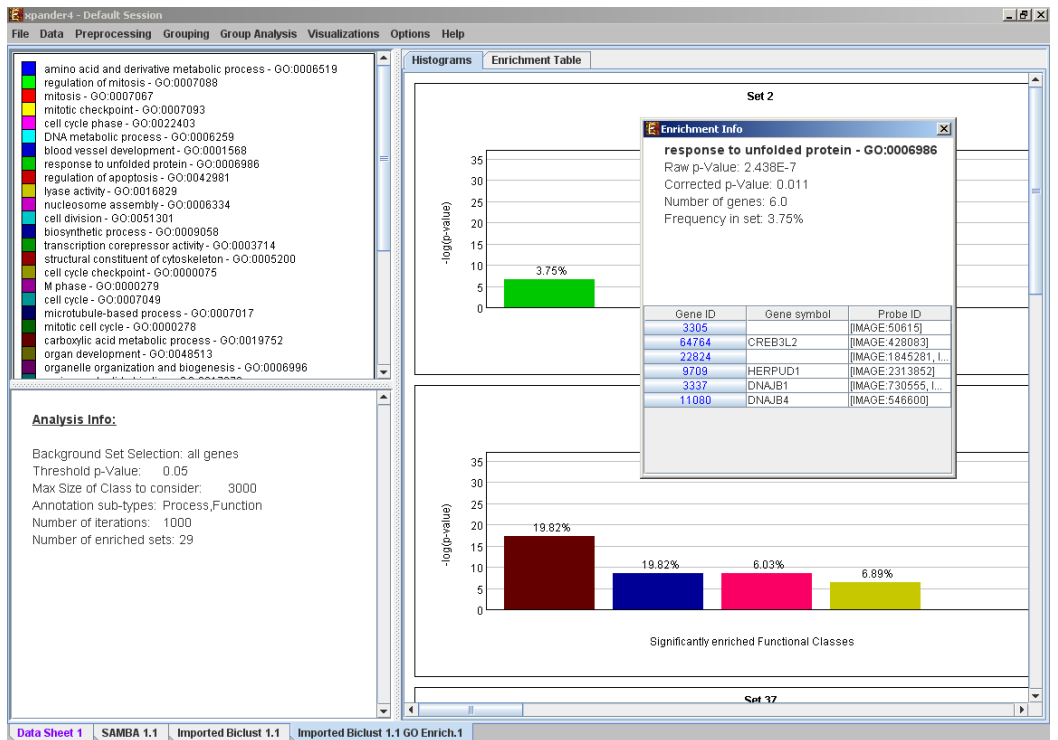 xpander4 - Default Session
File Data Preprocessing Grouping Group Analysis Visualizations Options Help
amino acid and derivative metabolic process - GO:0006519
regulation of mitosis - GO:0007088
mitosis - GO:0007067
mitotic checkpoint - GO:0007093
cell cycle phase - GO:0022403
DNA metabolic process - GO:0006259
blood vessel development - GO:0001568
response to unfolded protein - GO:0006986
regulation of apoptosis - GO:0042981
lyase activity - GO:0016829
nucleosome assembly - GO:0006334
cell division - GO:0051301
biosynthetic process - GO:0009058
transcription corepressor activity - GO:0003714
structural constituent of cytoskeleton - GO:0005200
cell cycle checkpoint - GO:0000075
M phase - GO:0000279
cell cycle - GO:0007049
microtubule-based process - GO:0007017
mitotic cell cycle - GO:0000278
carboxylic acid metabolic process - GO:0019752
organ development - GO:0048513
organelle organization and biogenesis - GO:0006996
Analysis Info:
Background Set Selection: all genes
Threshold p-Value: 0.05
Max Size of Class to consider: 3000
Annotation sub-types: Process,Function
Number of iterations: 1000
Number of enriched sets: 29
Histograms Enrichment Table
Set 2
-log(p-value)
35
30
25
20
15
10
5
0
3.75%
Enrichment Info
response to unfolded protein - GO:0006986
Raw p-Value: 2.438E-7
Corrected p-Value: 0.011
Number of genes: 6.0
Frequency in set: 3.75%
Gene ID Gene symbol Probe ID
3305 [IMAGE:50615]
64764 CREB3L2 [IMAGE:428083]
22824 [IMAGE:1845281, I...
9709 HERPUD1 [IMAGE:2313852]
3337 DNAJB1 [IMAGE:730555, I...
11080 DNAJB4 [IMAGE:546600]
-log(p-value)
35
30
25
20
15
10
5
0
19.82%
19.82%
6.03%
6.89%
Significantly enriched Functional Classes
Set 37
Data Sheet 1 SAMBA 1.1 Imported Biclust 1.1 Imported Biclust 1.1 GO Enrich.1